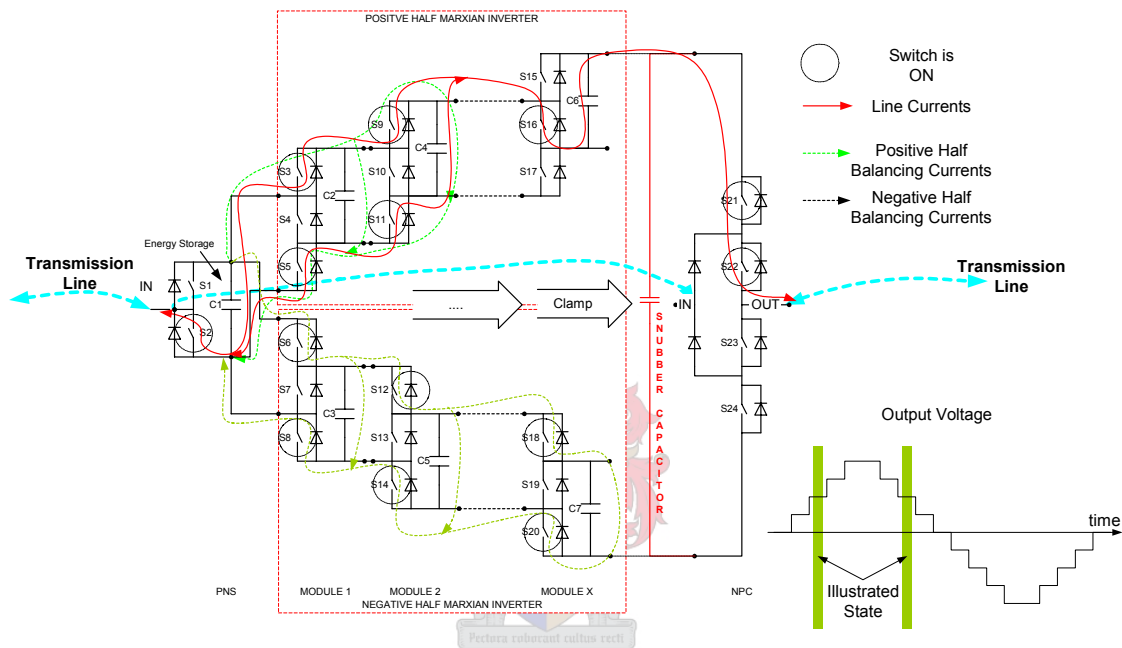 POSITVE HALF MARXIAN INVERTER
Switch is
ON
Line Currents
Positive Half
Balancing Currents
Negative Half
Balancing Currents
S15
S16
S17
C6
S9
S10
S11
C4
S3
S4
S5
C2
Energy Storage
Transmission
Line
IN
S1
S2
C1
....
Clamp
SNUBBER CAPACITOR
S21
S22
IN
OUT
S23
S24
Transmission
Line
S6
S7
S8
C3
S12
S13
S14
C5
S18
S19
S20
C7
Output Voltage
time
Illustrated
State
PNS
MODULE 1
MODULE 2
MODULE X
NPC
NEGATIVE HALF MARXIAN INVERTER
Pectora roborant cultus recti